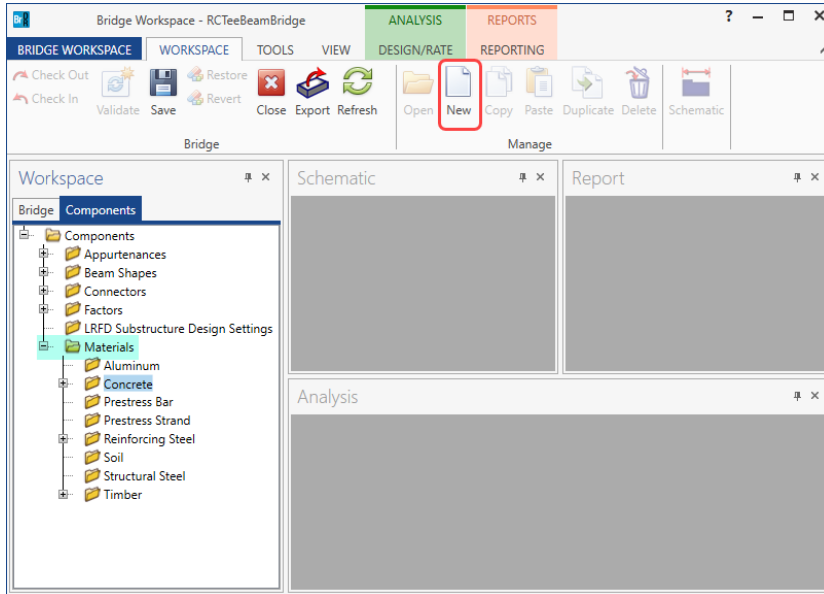 Br R Bridge Workspace - RCTeeBeamBridge ANALYSIS REPORTS ?
BRIDGE WORKSPACE WORKSPACE TOOLS VIEW DESIGN/RATE REPORTING
Check Out
Check In
Validate
Save
Restore
Revert
Close
Export
Refresh
Open
New
Copy
Paste
Duplicate
Delete
Schematic
Bridge
Manage
Workspace
Bridge Components
Components
Appurtenances
Beam Shapes
Connectors
Factors
LRFD Substructure Design Settings
Materials
Aluminum
Concrete
Prestress Bar
Prestress Strand
Reinforcing Steel
Soil
Structural Steel
Timber
Schematic
Report
Analysis